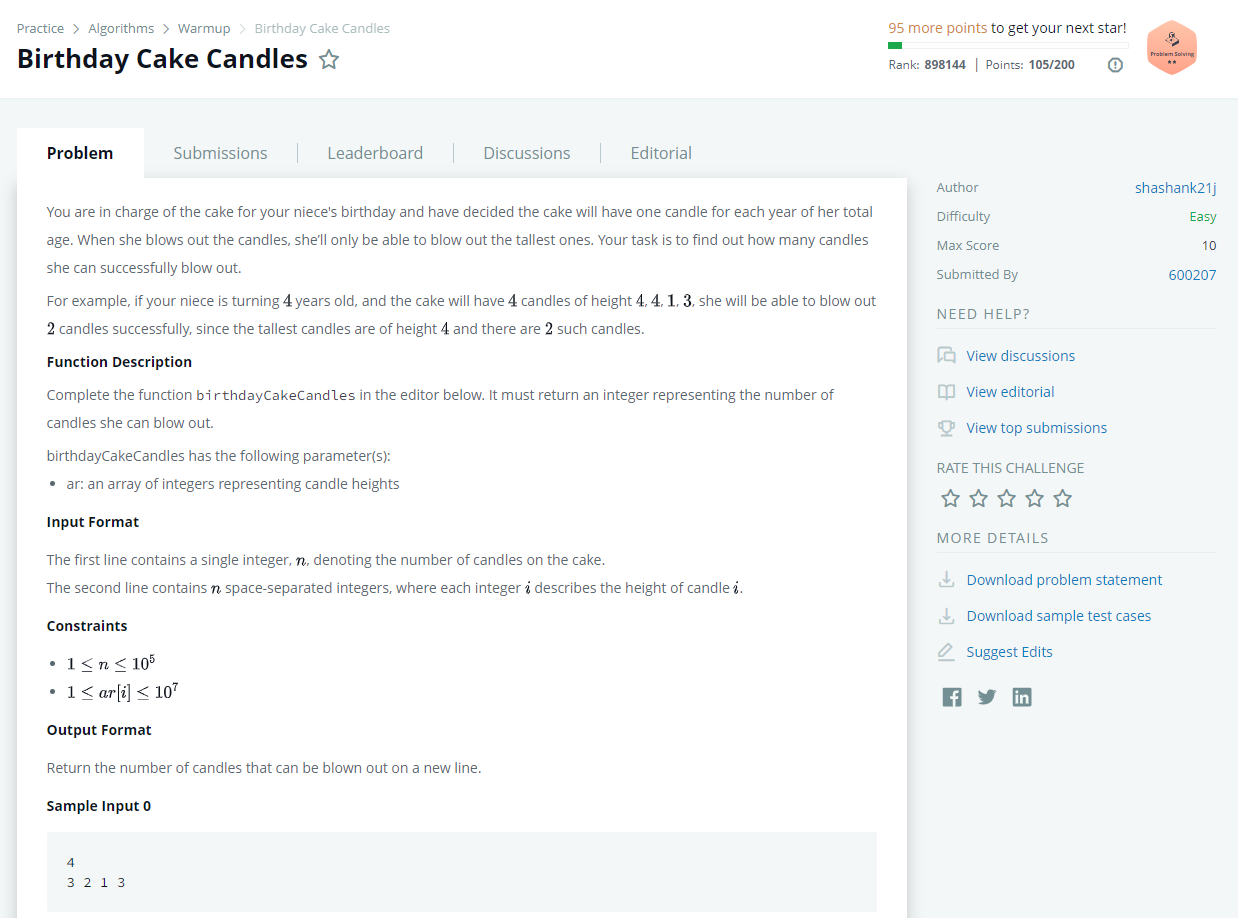 Practice > Algorithms > Warmup > Birthday Cake Candles
Birthday Cake Candles
95 more points to get your next star!
Rank: 898144 | Points: 105/200
Problem Solving
Problem
Submissions
Leaderboard
Discussions
Editorial
You are in charge of the cake for your niece's birthday and have decided the cake will have one candle for each year of her total
age. When she blows out the candles, she’ll only be able to blow out the tallest ones. Your task is to find out how many candles
she can successfully blow out.
For example, if your niece is turning 4 years old, and the cake will have 4 candles of height 4, 4, 1, 3, she will be able to blow out
2 candles successfully, since the tallest candles are of height 4 and there are 2 such candles.
Function Description
Complete the function birthdayCakeCandles in the editor below. It must return an integer representing the number of
candles she can blow out.
birthdayCakeCandles has the following parameter(s):
• ar: an array of integers representing candle heights
Input Format
The first line contains a single integer, n, denoting the number of candles on the cake.
The second line contains n space-separated integers, where each integer i describes the height of candle i.
Constraints
• 1 ≤ n ≤ 10⁵
• 1 ≤ ar[i] ≤ 10⁷
Output Format
Return the number of candles that can be blown out on a new line.
Sample Input 0
4
3 2 1 3
Author shashank21j
Difficulty Easy
Max Score 10
Submitted By 600207
NEED HELP?
View discussions
View editorial
View top submissions
RATE THIS CHALLENGE
MORE DETAILS
Download problem statement
Download sample test cases
Suggest Edits